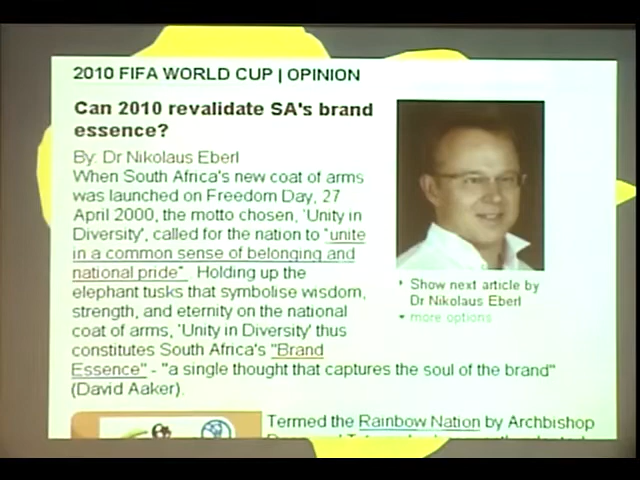 2010 FIFA WORLD CUP | OPINION
Can 2010 revalidate SA's brand
essence?
By: Dr Nikolaus Eberl
When South Africa's new coat of arms
was launched on Freedom Day, 27
April 2000, the motto chosen, 'Unity in
Diversity', called for the nation to "unite
in a common sense of belonging and
national pride". Holding up the
elephant tusks that symbolise wisdom,
strength, and eternity on the national
coat of arms, 'Unity in Diversity' thus
constitutes South Africa's "Brand
Essence" - "a single thought that captures the soul of the brand"
(David Aaker).
Show next article by
Dr Nikolaus Eberl
more options
Termed the Rainbow Nation by Archbishop